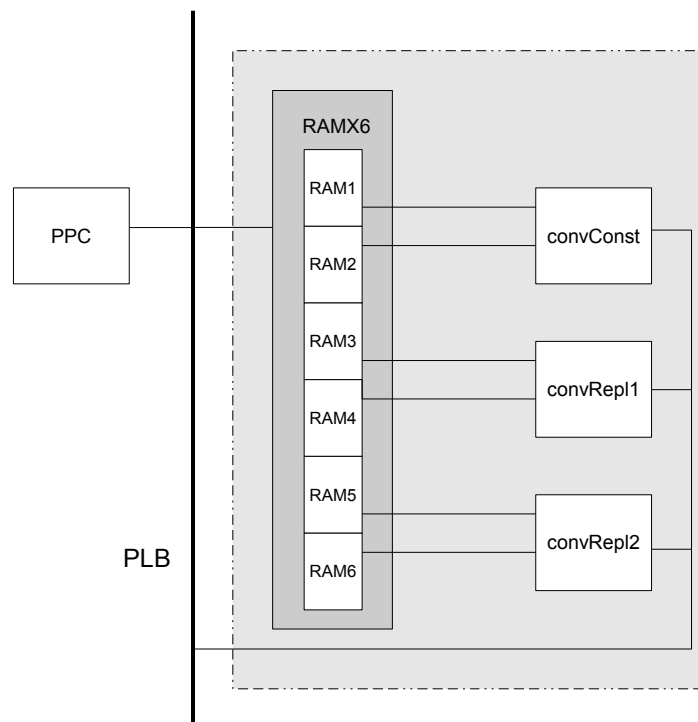 RAMX6
RAM1
PPC
convConst
RAM2
RAM3
convRepl1
RAM4
RAM5
convRepl2
PLB
RAM6